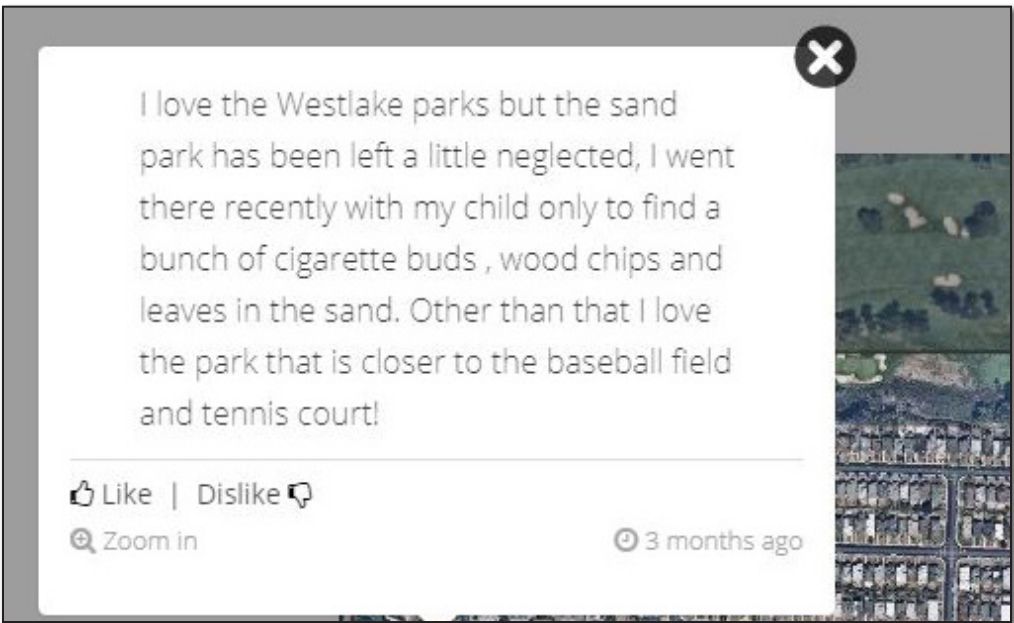 I love the Westlake parks but the sand
park has been left a little neglected, I went
there recently with my child only to find a
bunch of cigarette buds , wood chips and
leaves in the sand. Other than that I love
the park that is closer to the baseball field
and tennis court!
Like | Dislike
Zoom in 3 months ago